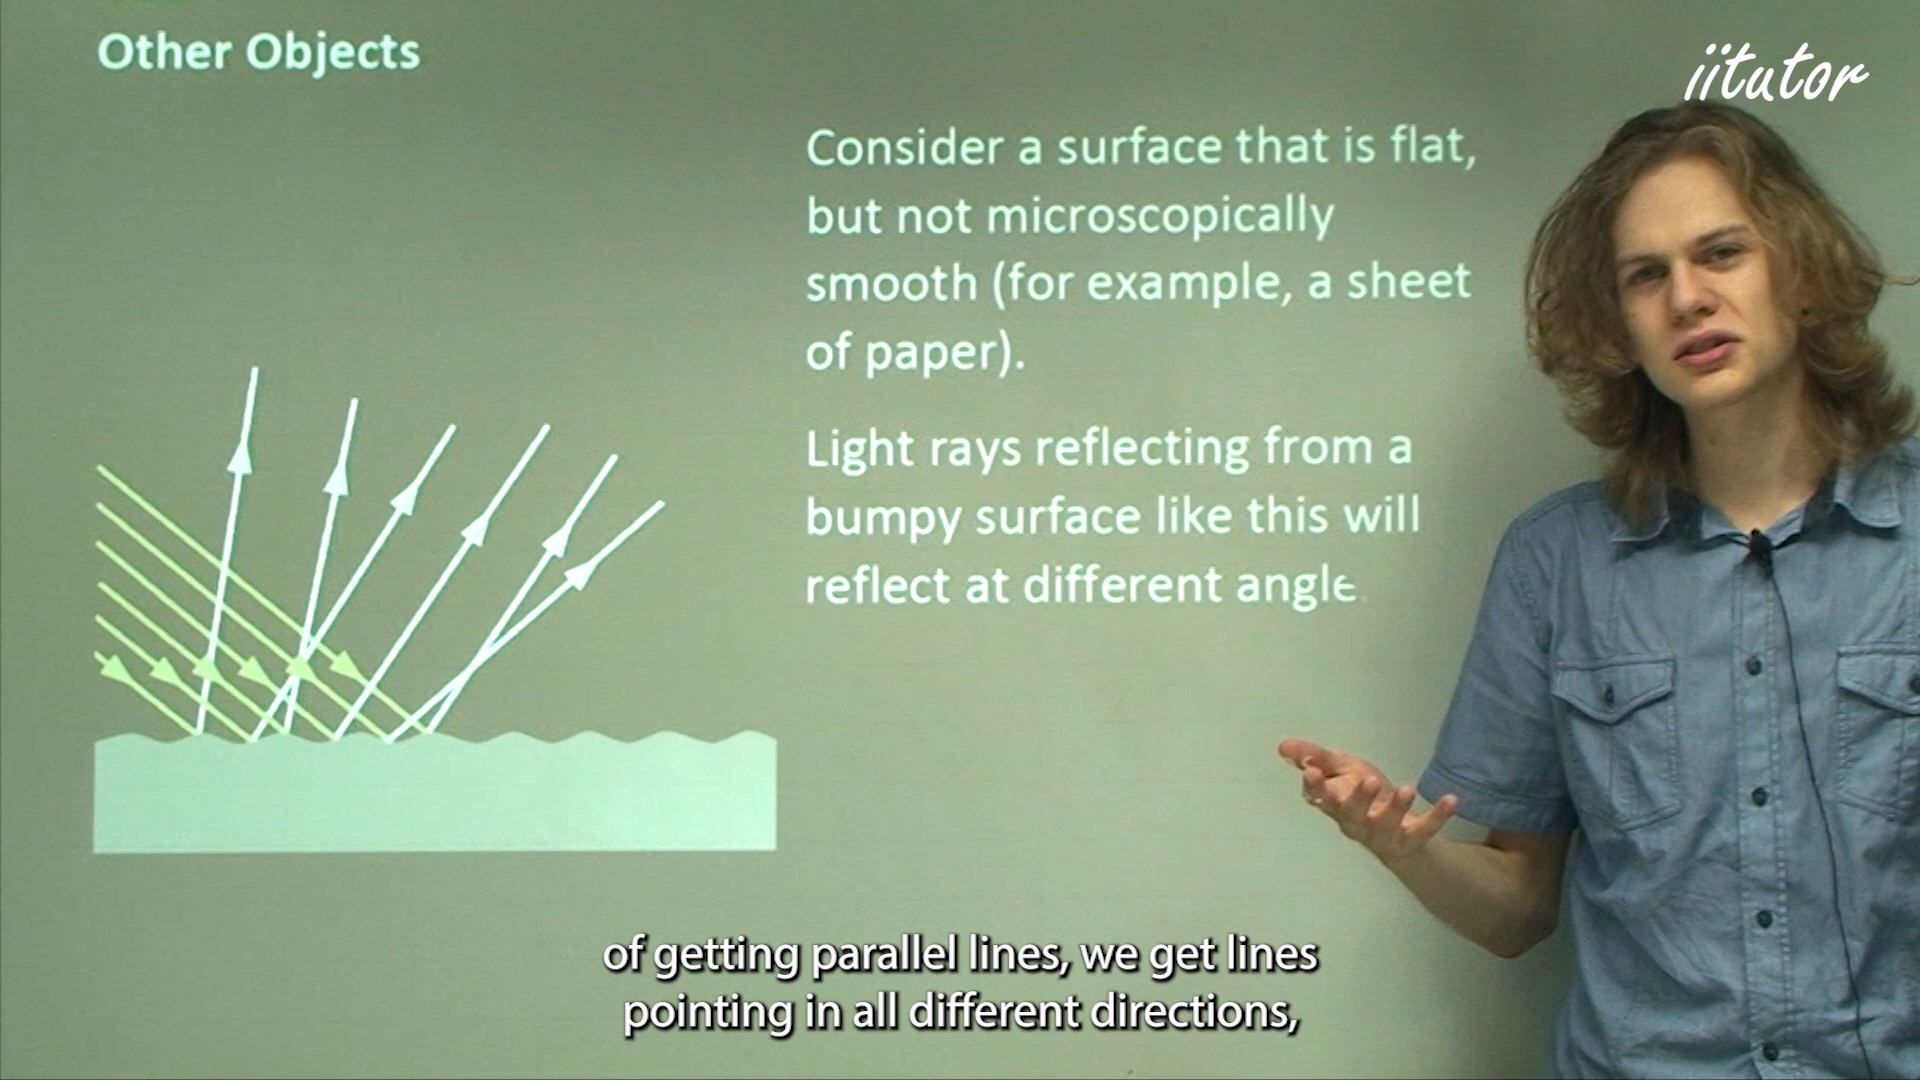 Other Objects
iitutor
Consider a surface that is flat,
but not microscopically
smooth (for example, a sheet
of paper).
Light rays reflecting from a
bumpy surface like this will
reflect at different angle
of getting parallel lines, we get lines
pointing in all different directions,